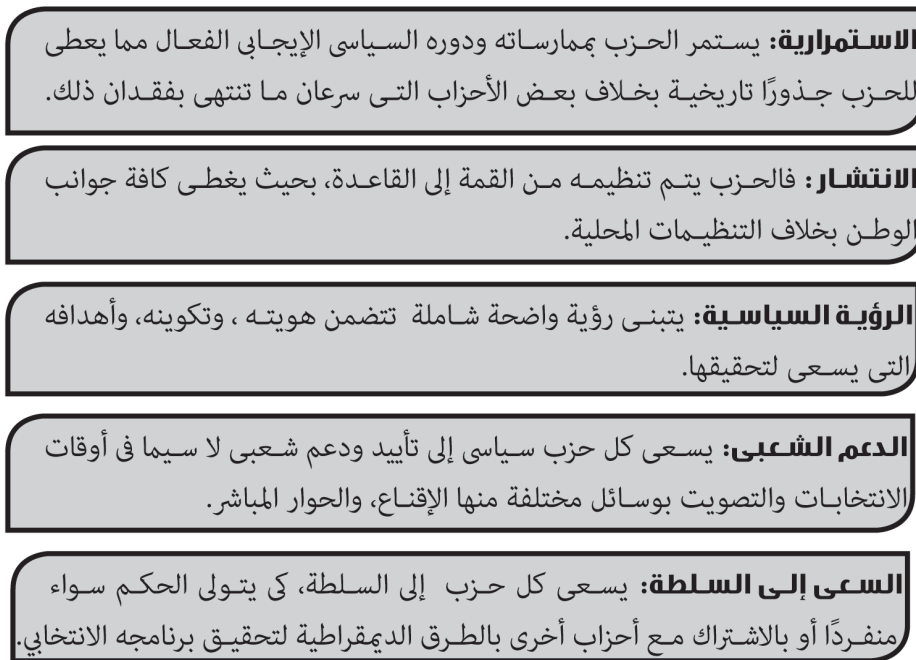 الاستمرارية: يستمر الحزب بممارساته ودوره السياسى الإيجابى الفعال مما يعطى
للحزب جذورًا تاريخية بخلاف بعض الأحزاب التى سرعان ما تنتهى بفقدان ذلك.
الانتشار: فالحزب يتم تنظيمه من القمة إلى القاعدة، بحيث يغطى كافة جوانب
الوطن بخلاف التنظيمات المحلية.
الرؤية السياسية: يتبنى رؤية واضحة شاملة تتضمن هويته ، وتكوينه، وأهدافه
التى يسعى لتحقيقها.
الدعم الشعبى: يسعى كل حزب سياسى إلى تأييد ودعم شعبى لا سيما فى أوقات
الانتخابات والتصويت بوسائل مختلفة منها الإقناع، والحوار المباشر.
السعى إلى السلطة: يسعى كل حزب إلى السلطة، كى يتولى الحكم سواء
منفردًا أو بالاشتراك مع أحزاب أخرى بالطرق الديمقراطية لتحقيق برنامجه الانتخابي.